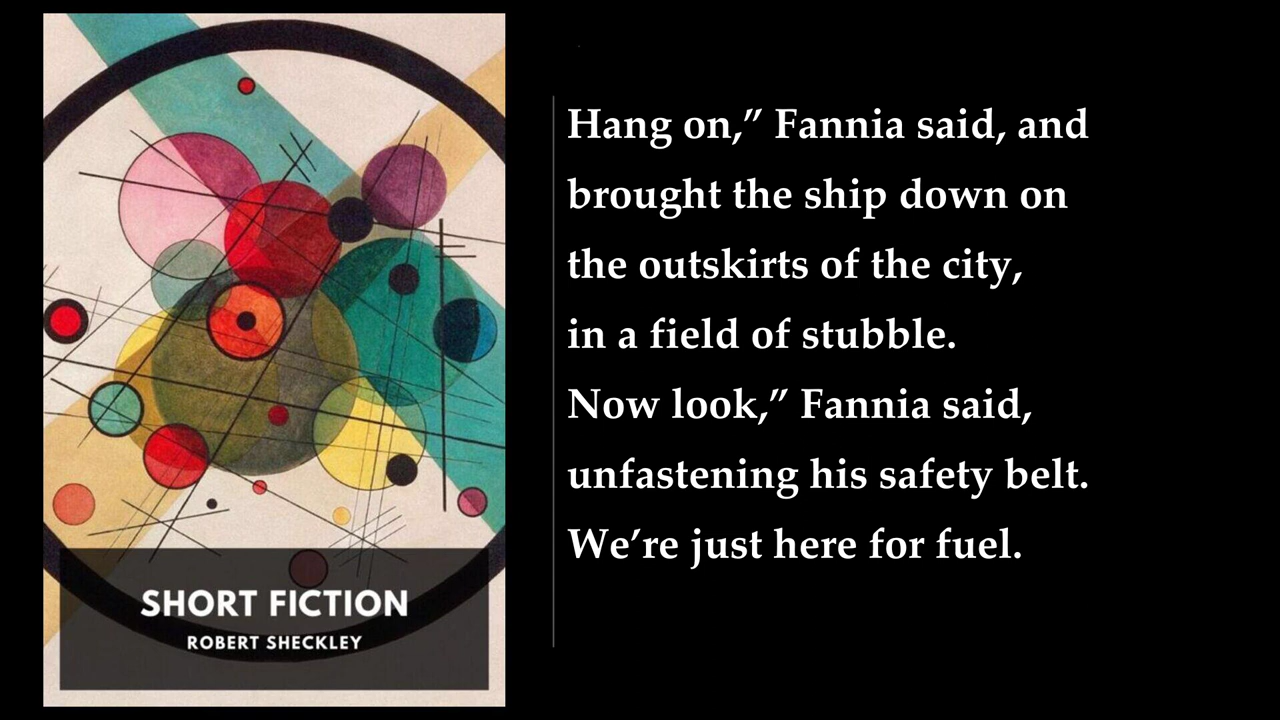 SHORT FICTION
ROBERT SHECKLEY
Hang on,” Fannia said, and
brought the ship down on
the outskirts of the city,
in a field of stubble.
Now look,” Fannia said,
unfastening his safety belt.
We’re just here for fuel.